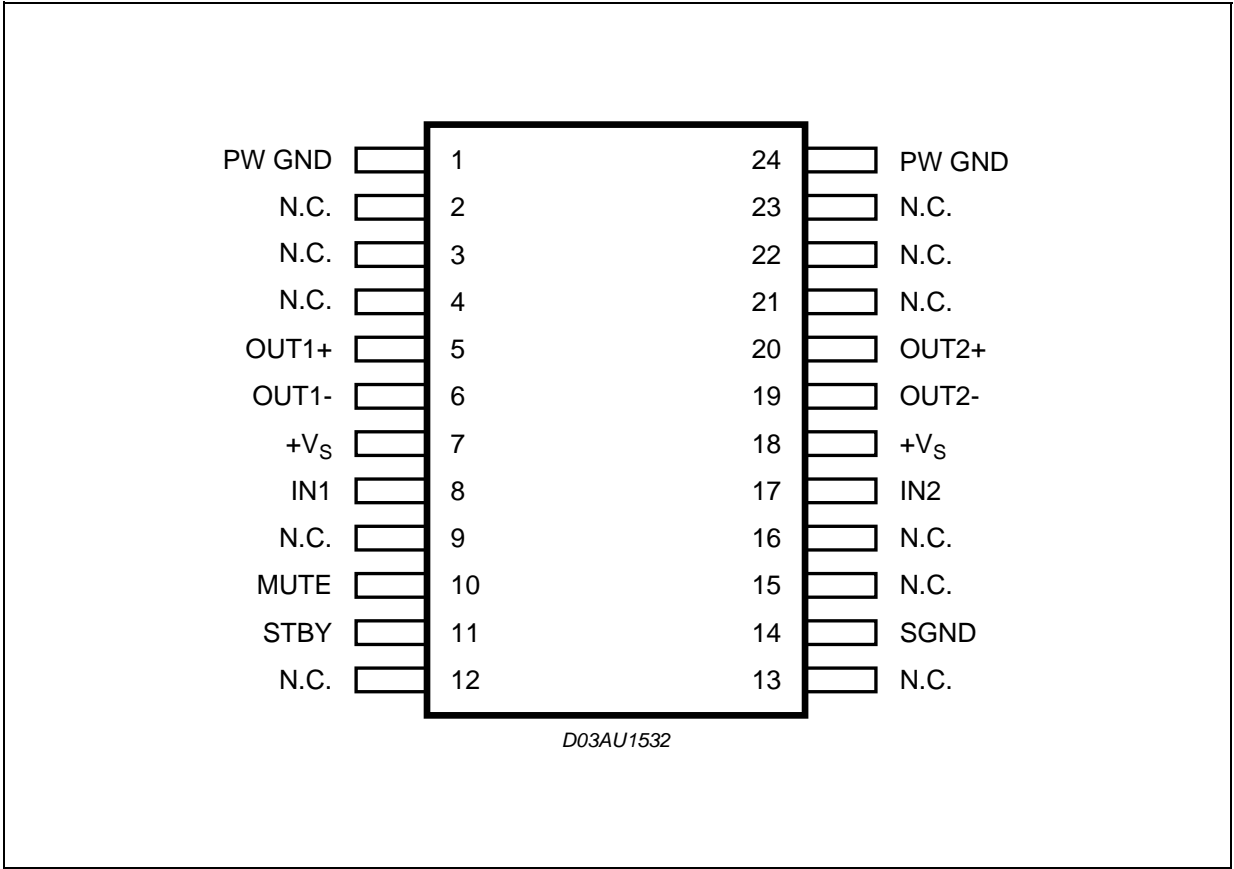 PW GND 1 24 PW GND
N.C. 2 23 N.C.
N.C. 3 22 N.C.
N.C. 4 21 N.C.
OUT1+ 5 20 OUT2+
OUT1- 6 19 OUT2-
+VS 7 18 +VS
IN1 8 17 IN2
N.C. 9 16 N.C.
MUTE 10 15 N.C.
STBY 11 14 SGND
N.C. 12 13 N.C.
D03AU1532